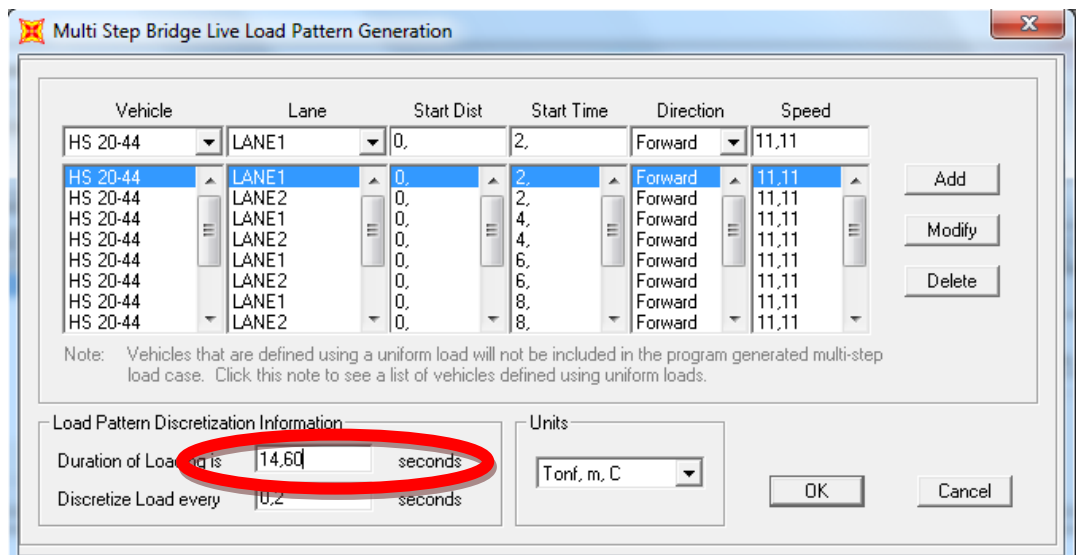 Multi Step Bridge Live Load Pattern Generation
Vehicle Lane Start Dist Start Time Direction Speed
HS 20-44 LANE1 0, 2, Forward 11,11
HS 20-44 LANE1 0, 2, Forward 11,11 Add
HS 20-44 LANE2 0, 2, Forward 11,11
HS 20-44 LANE1 0, 4, Forward 11,11 Modify
HS 20-44 LANE2 0, 4, Forward 11,11
HS 20-44 LANE1 0, 6, Forward 11,11
HS 20-44 LANE2 0, 6, Forward 11,11 Delete
HS 20-44 LANE1 0, 8, Forward 11,11
HS 20-44 LANE2 0, 8, Forward 11,11
Note: Vehicles that are defined using a uniform load will not be included in the program generated multi-step
load case. Click this note to see a list of vehicles defined using uniform loads.
Load Pattern Discretization Information
Duration of Loading is 14,60 seconds
Discretize Load every 0,2 seconds
Units
Tonf, m, C
OK Cancel